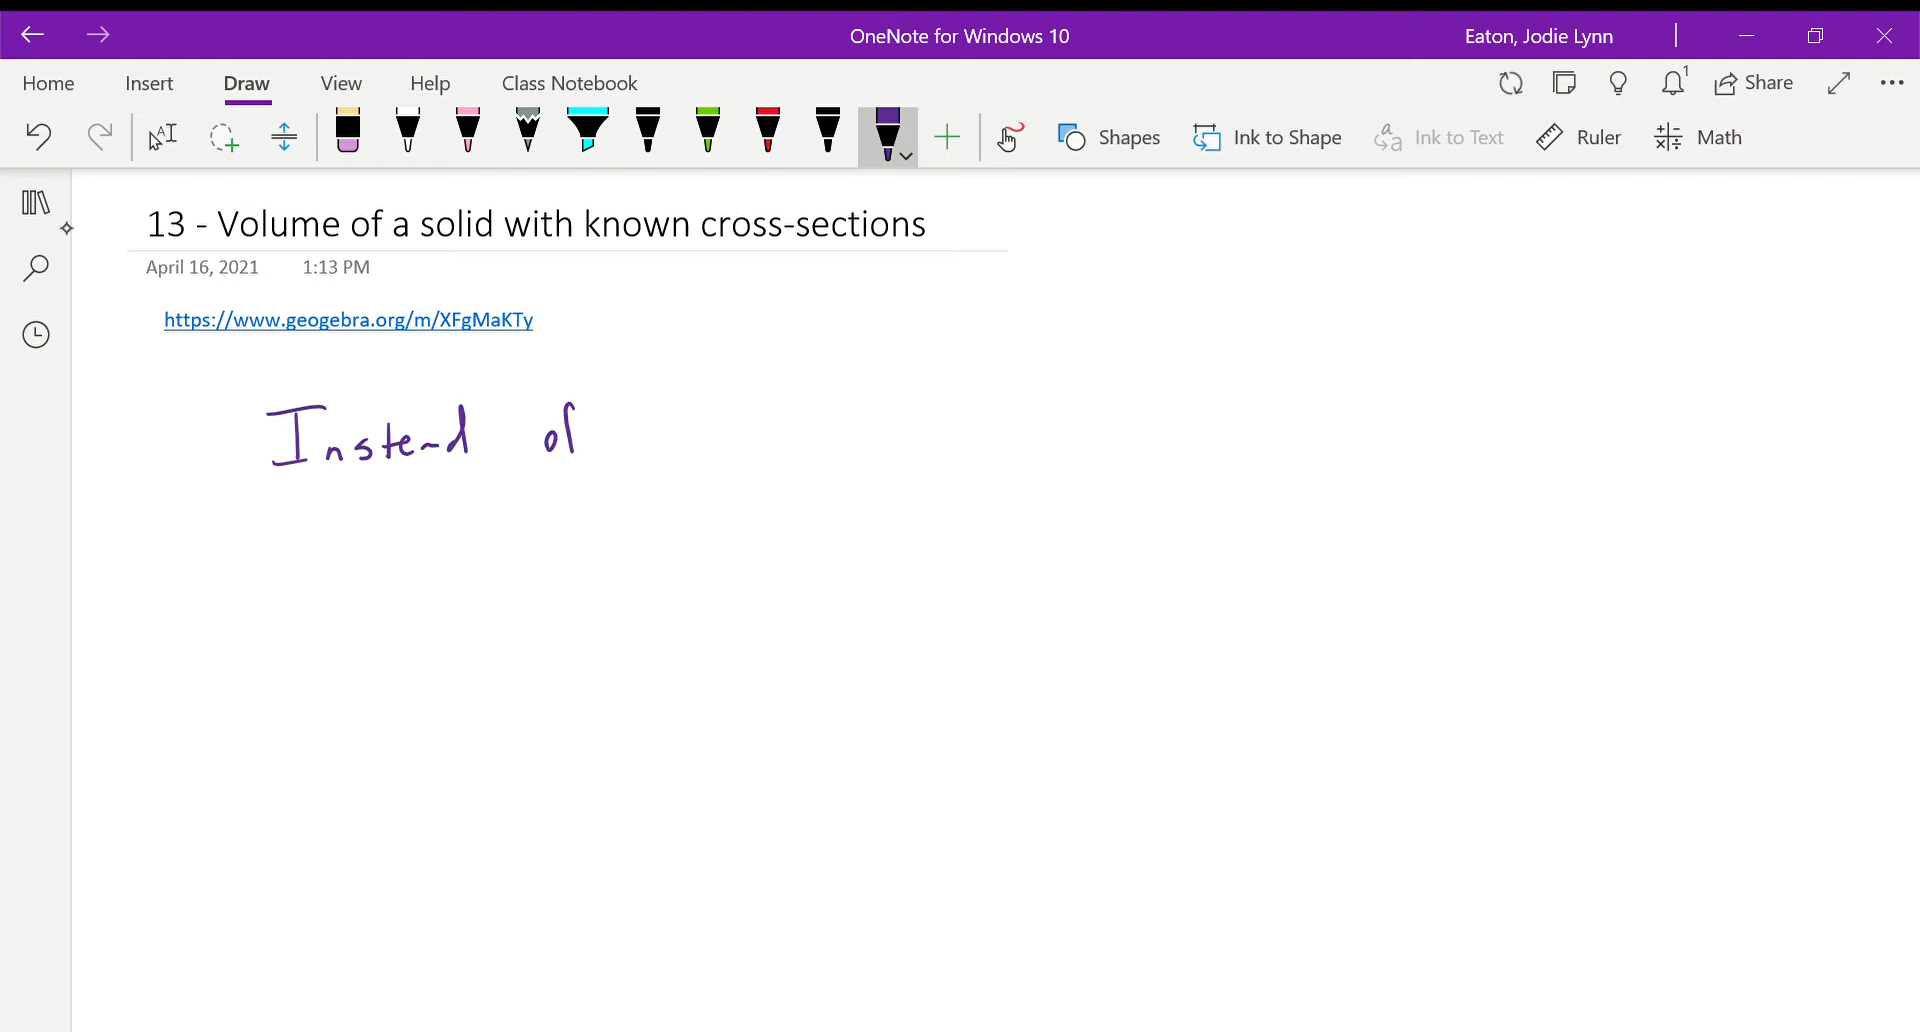 OneNote for Windows 10
Eaton, Jodie Lynn
Home Insert Draw View Help Class Notebook
1 Share
Shapes Ink to Shape Ink to Text Ruler Math
13 - Volume of a solid with known cross-sections
April 16, 2021 1:13 PM
https://www.geogebra.org/m/XFgMaKTy
Instead of